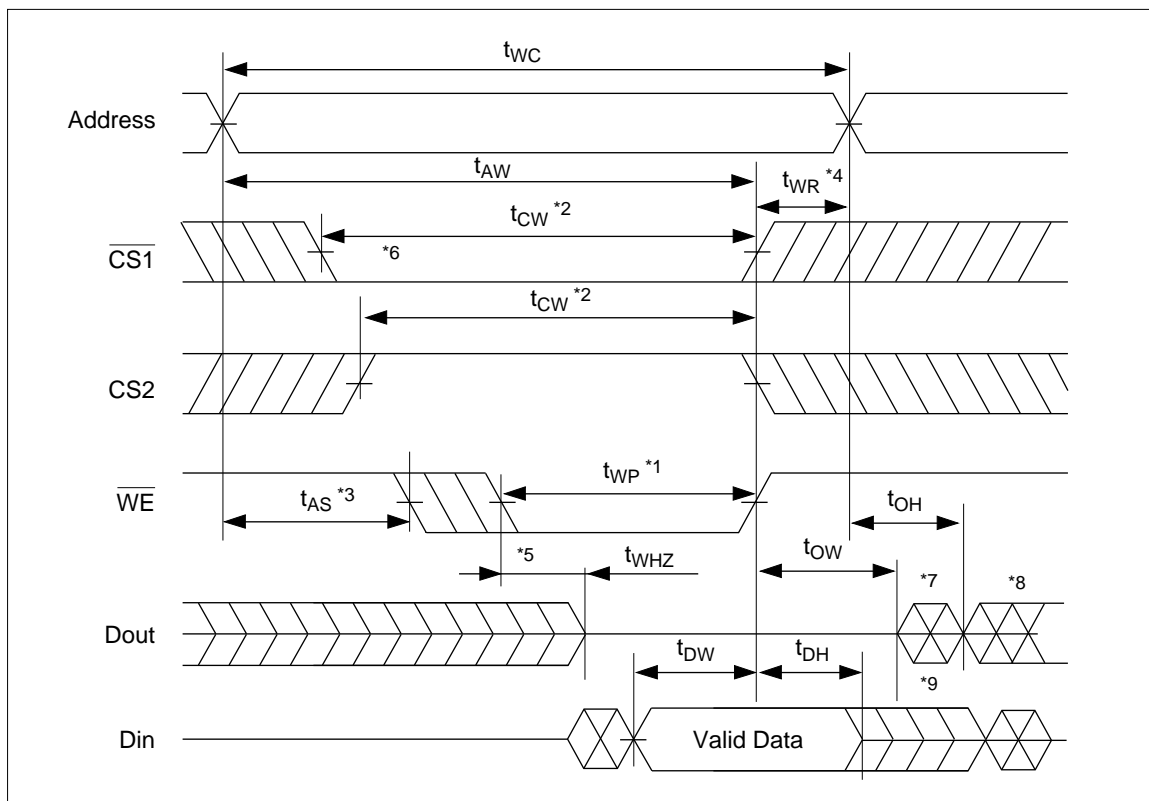 tWC
Address
tAW
tWR *4
tCW *2
CS1
*6
tCW *2
CS2
WE
tWP *1
tAS *3
tOH
*5
tWHZ
tOW
*7
*8
Dout
tDW
tDH
*9
Din
Valid Data